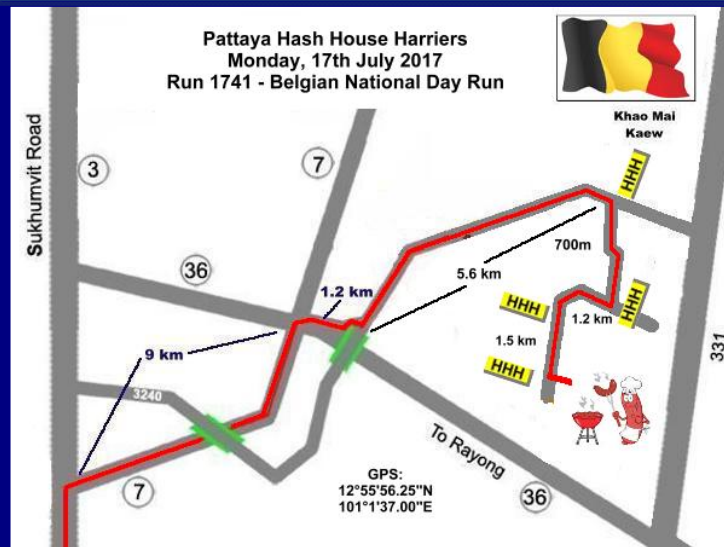 Pattaya Hash House Harriers
Monday, 17th July 2017
Run 1741 - Belgian National Day Run
Khao Mai
Kaew
Sukhumvit Road
3
7
HHH
36
700m
5.6 km
1.2 km
HHH
HHH
1.2 km
9 km
1.5 km
331
HHH
3240
To Rayong
7
GPS:
12°55'56.25"N
101°1'37.00"E
36